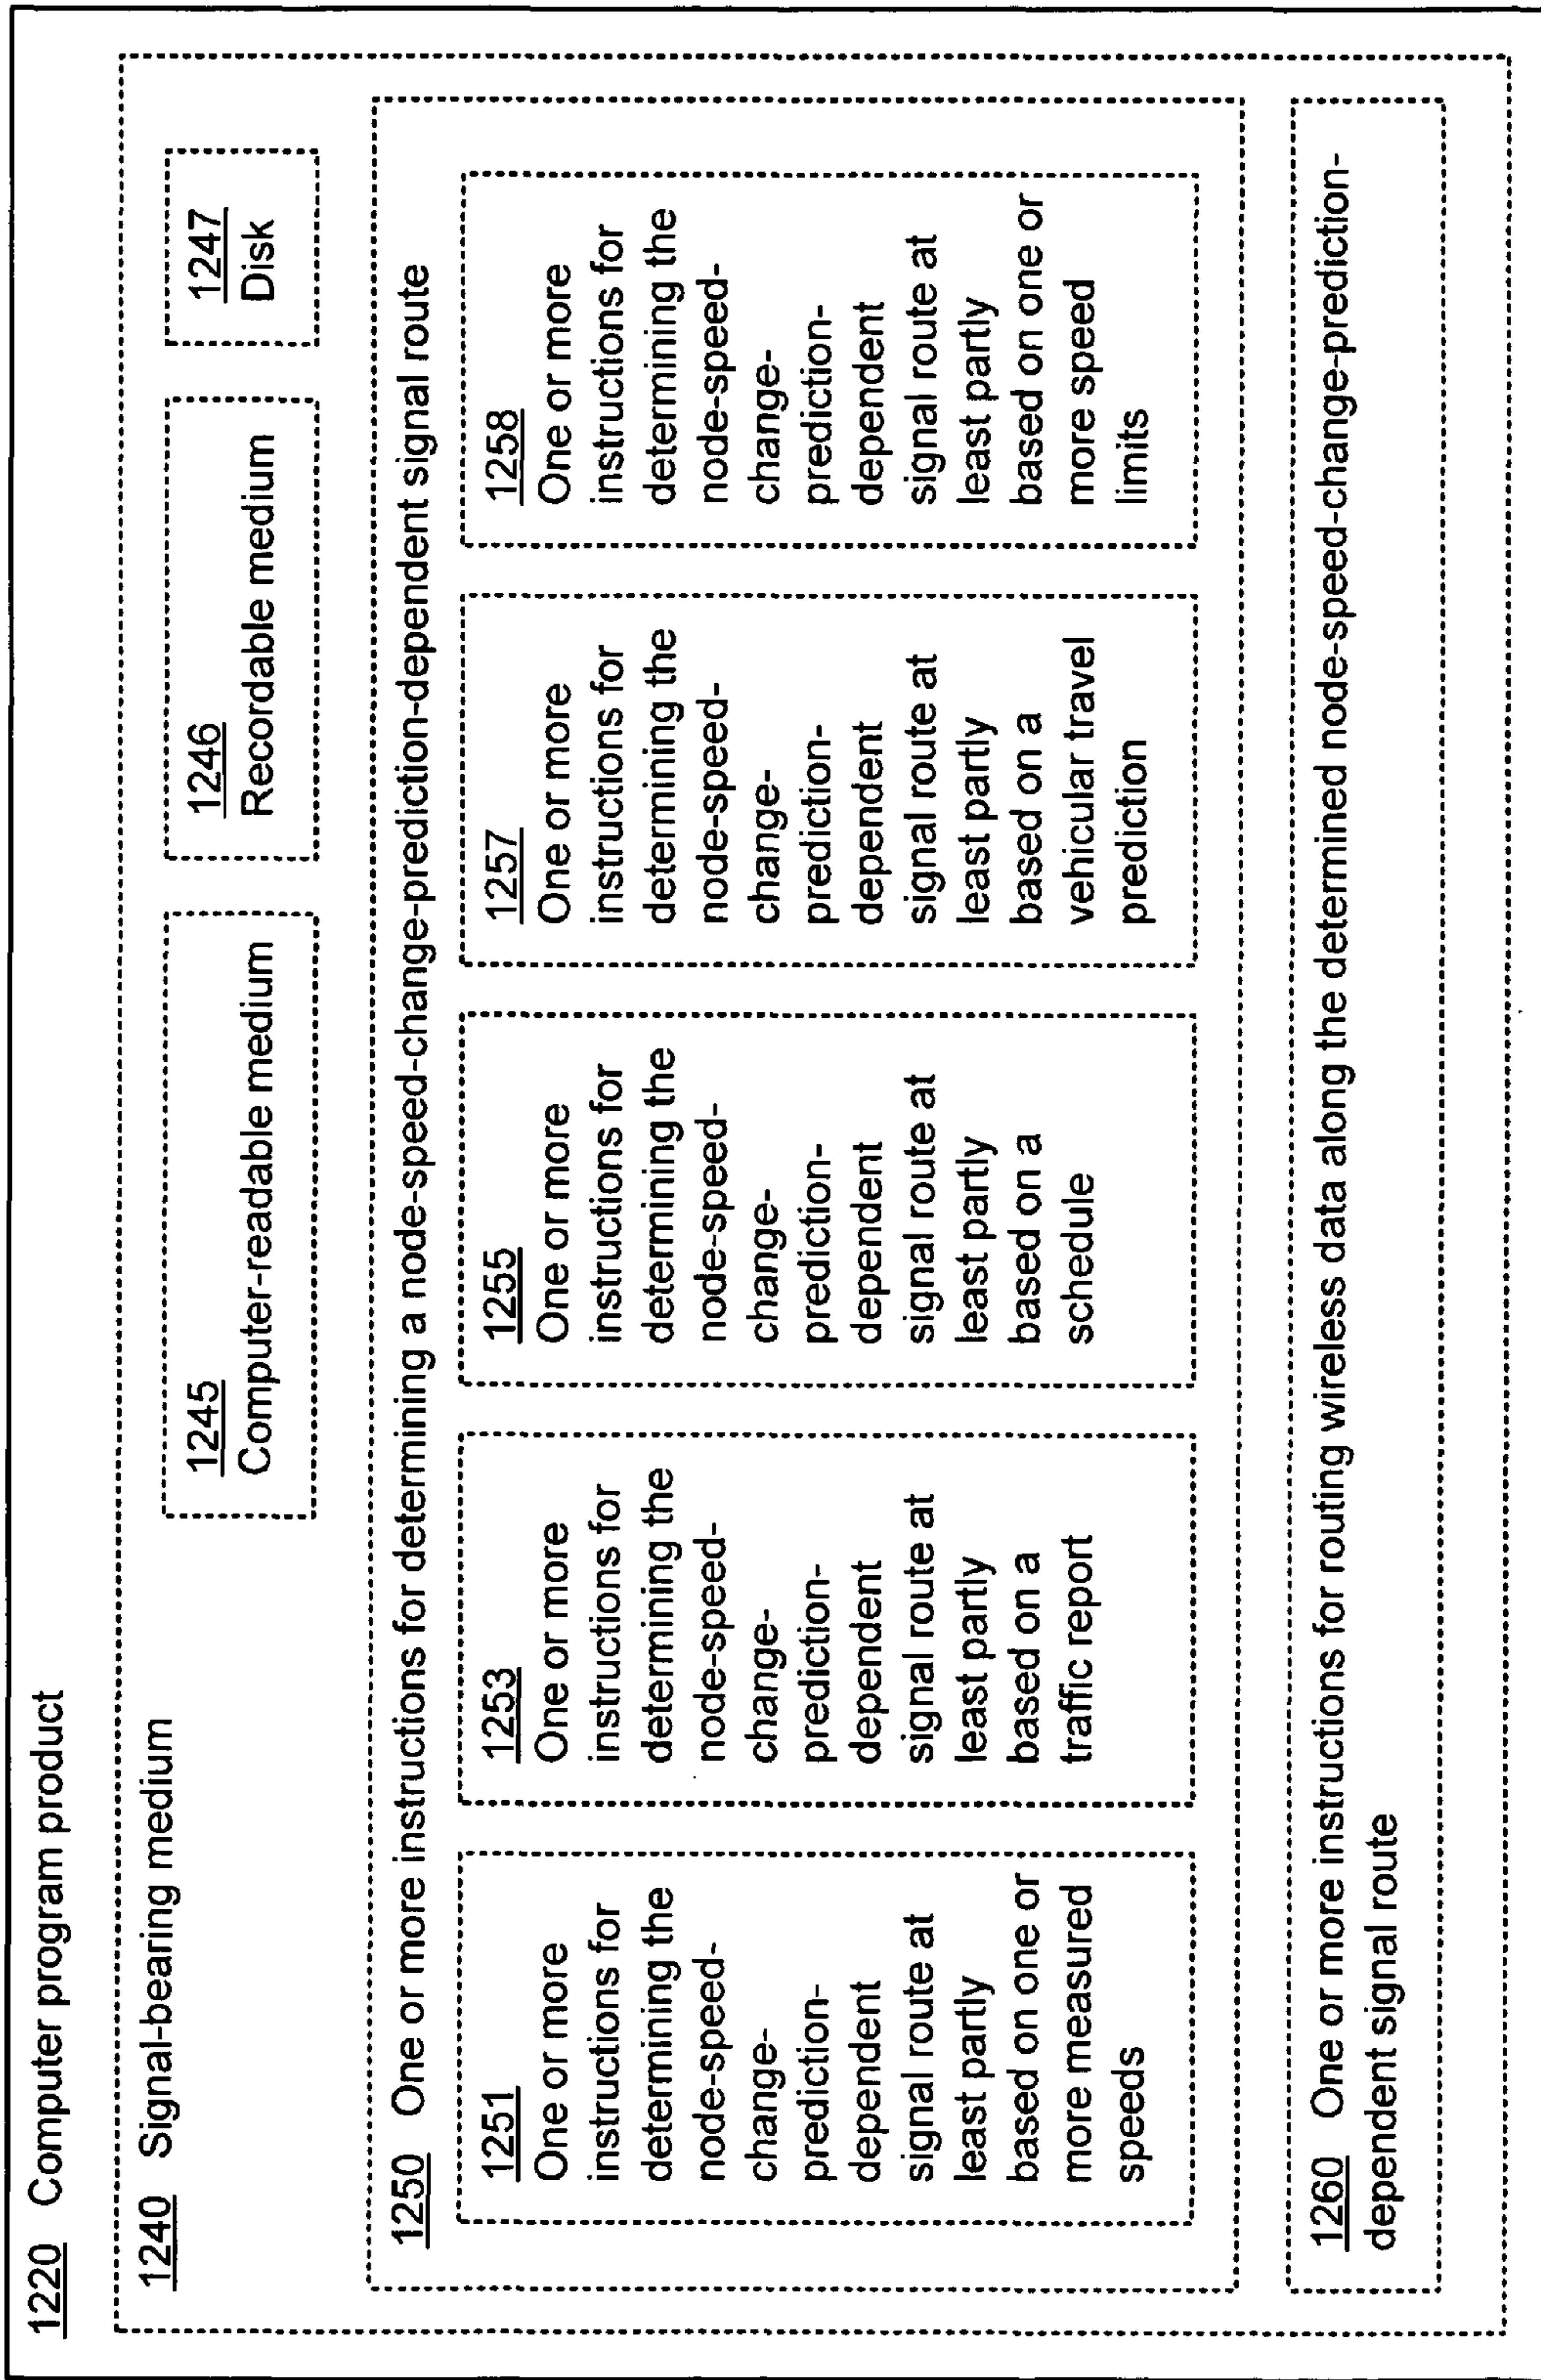 1220 Computer program product
1240 Signal-bearing medium
1245
Computer-readable medium
1246
Recordable medium
1247
Disk
1250 One or more instructions for determining a node-speed-change-prediction-dependent signal route
1251
One or more
instructions for
determining the
node-speed-
change-
prediction-
dependent
signal route at
least partly
based on one or
more measured
speeds
1253
One or more
instructions for
determining the
node-speed-
change-
prediction-
dependent
signal route at
least partly
based on a
traffic report
1255
One or more
instructions for
determining the
node-speed-
change-
prediction-
dependent
signal route at
least partly
based on a
schedule
1257
One or more
instructions for
determining the
node-speed-
change-
prediction-
dependent
signal route at
least partly
based on a
vehicular travel
prediction
1258
One or more
instructions for
determining the
node-speed-
change-
prediction-
dependent
signal route at
least partly
based on one or
more speed
limits
1260 One or more instructions for routing wireless data along the determined node-speed-change-prediction-
dependent signal route